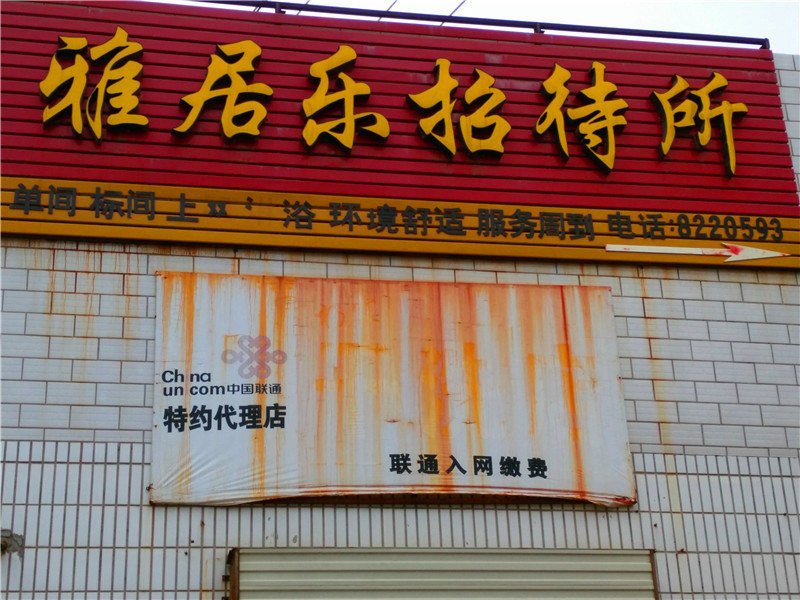 雅居乐招待所
单间 标间 上 浴 环境舒适 服务周到 电话:8220593
China
unicom中国联通
特约代理店
联通入网缴费